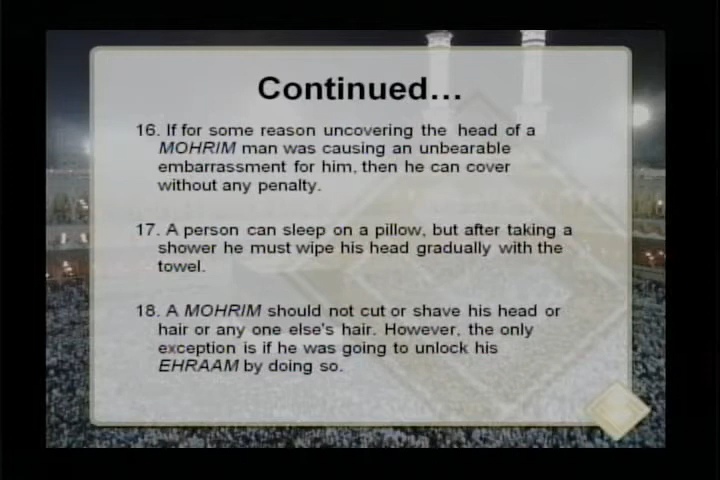 Continued...
16. If for some reason uncovering the head of a
MOHRIM man was causing an unbearable
embarrassment for him, then he can cover
without any penalty.
17. A person can sleep on a pillow, but after taking a
shower he must wipe his head gradually with the
towel.
18. A MOHRIM should not cut or shave his head or
hair or any one else's hair. However, the only
exception is if he was going to unlock his
EHRAAM by doing so.